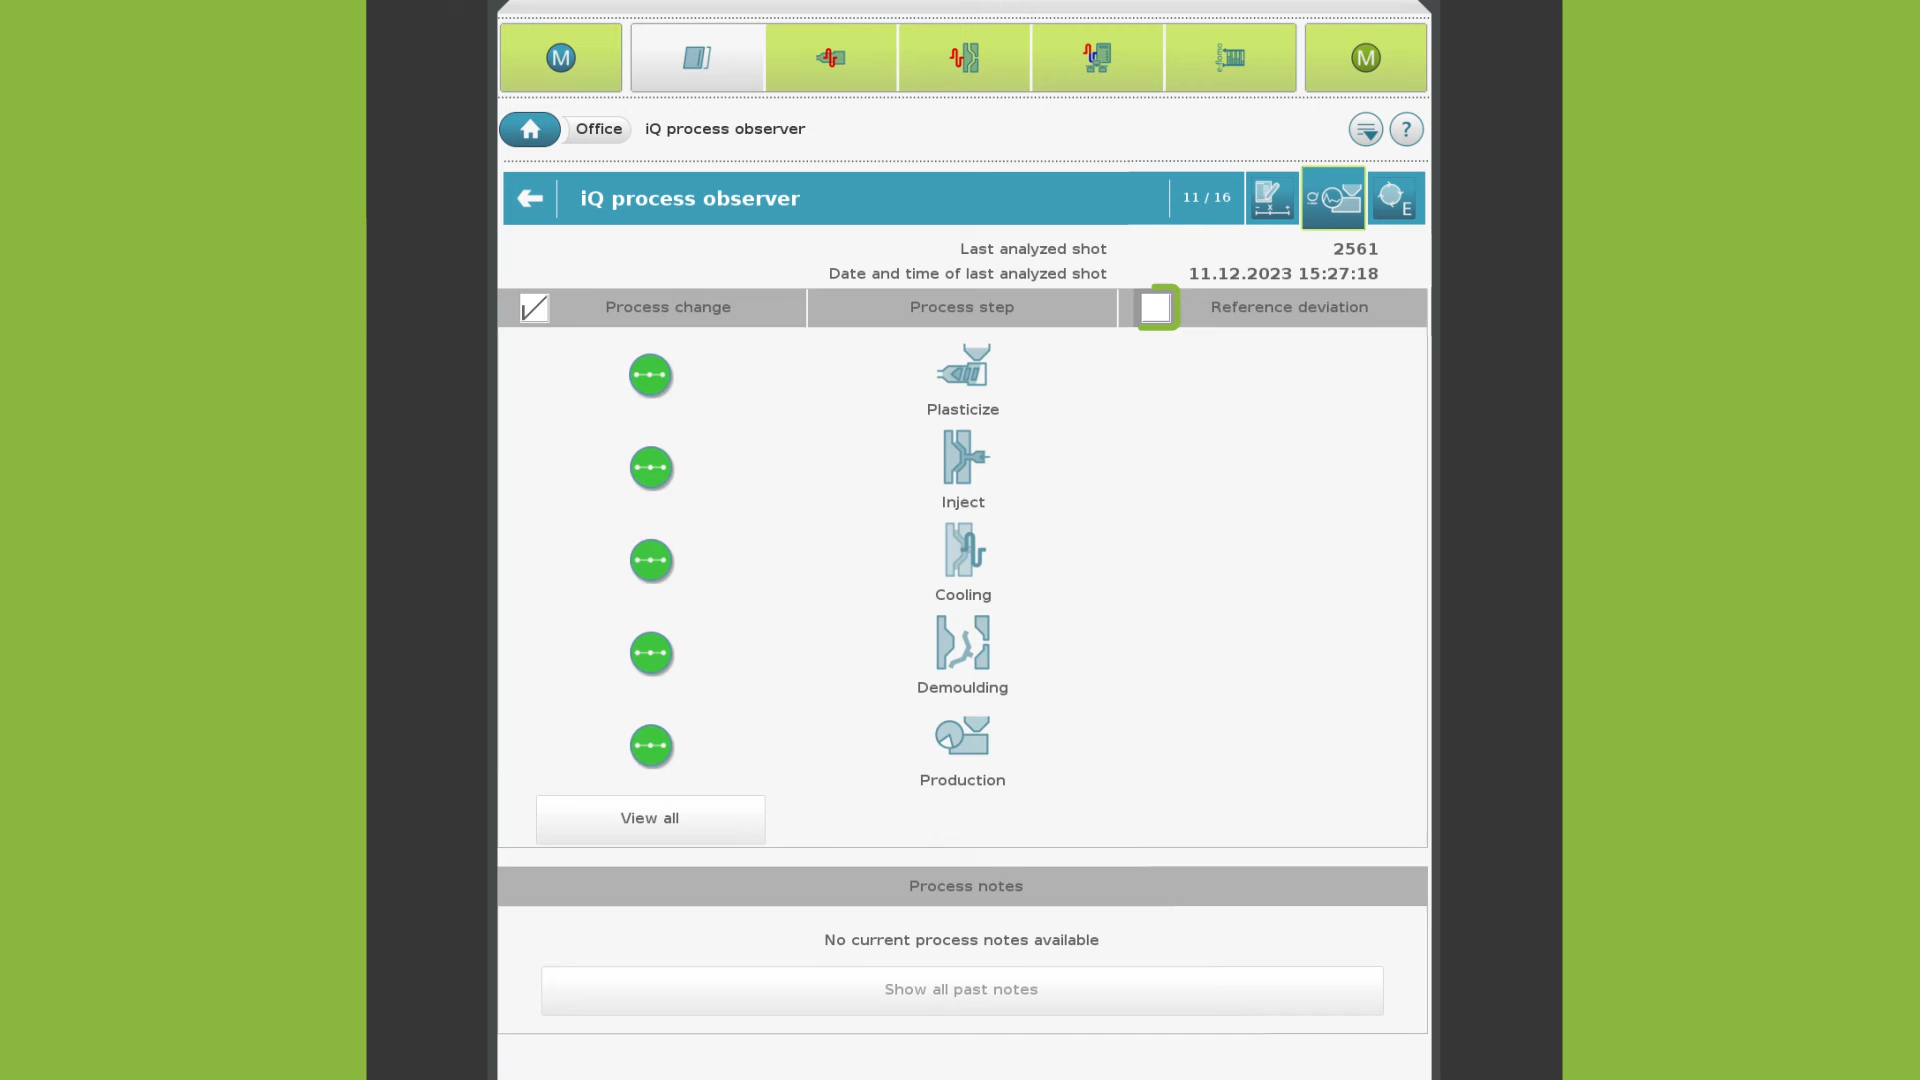 M
e-flomo
M
Office
iQ process observer
?
iQ process observer
11 / 16
- x +
iQ
E
Last analyzed shot
2561
Date and time of last analyzed shot
11.12.2023 15:27:18
Process change
Process step
Reference deviation
Plasticize
Inject
Cooling
Demoulding
Production
View all
Process notes
No current process notes available
Show all past notes